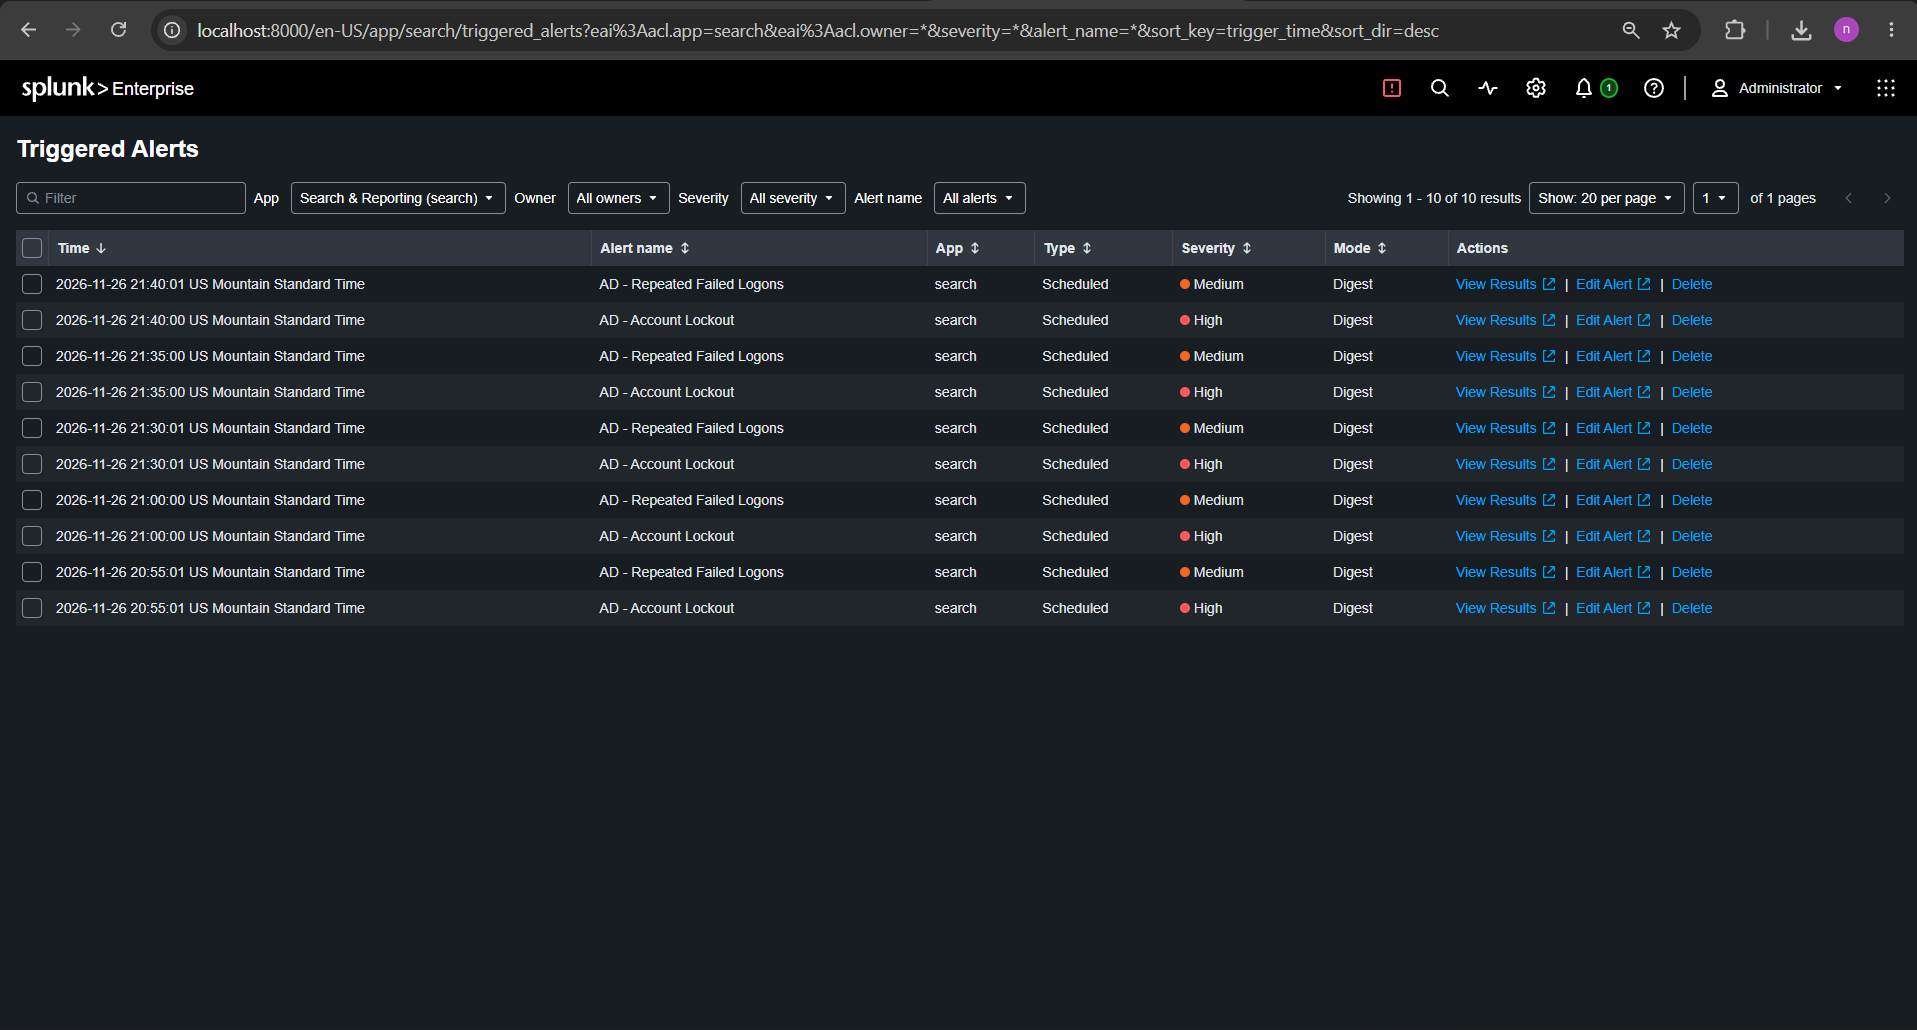 localhost:8000/en-US/app/search/triggered_alerts?eai%3Aacl.app=search&eai%3Aacl.owner=*&severity=*&alert_name=*&sort_key=trigger_time&sort_dir=desc
n
splunk>Enterprise
1
Administrator
Triggered Alerts
Filter App Search & Reporting (search) Owner All owners Severity All severity Alert name All alerts Showing 1 - 10 of 10 results Show: 20 per page 1 of 1 pages
Time Alert name App Type Severity Mode Actions
2026-11-26 21:40:01 US Mountain Standard Time AD - Repeated Failed Logons search Scheduled Medium Digest View Results | Edit Alert | Delete
2026-11-26 21:40:00 US Mountain Standard Time AD - Account Lockout search Scheduled High Digest View Results | Edit Alert | Delete
2026-11-26 21:35:00 US Mountain Standard Time AD - Repeated Failed Logons search Scheduled Medium Digest View Results | Edit Alert | Delete
2026-11-26 21:35:00 US Mountain Standard Time AD - Account Lockout search Scheduled High Digest View Results | Edit Alert | Delete
2026-11-26 21:30:01 US Mountain Standard Time AD - Repeated Failed Logons search Scheduled Medium Digest View Results | Edit Alert | Delete
2026-11-26 21:30:01 US Mountain Standard Time AD - Account Lockout search Scheduled High Digest View Results | Edit Alert | Delete
2026-11-26 21:00:00 US Mountain Standard Time AD - Repeated Failed Logons search Scheduled Medium Digest View Results | Edit Alert | Delete
2026-11-26 21:00:00 US Mountain Standard Time AD - Account Lockout search Scheduled High Digest View Results | Edit Alert | Delete
2026-11-26 20:55:01 US Mountain Standard Time AD - Repeated Failed Logons search Scheduled Medium Digest View Results | Edit Alert | Delete
2026-11-26 20:55:01 US Mountain Standard Time AD - Account Lockout search Scheduled High Digest View Results | Edit Alert | Delete